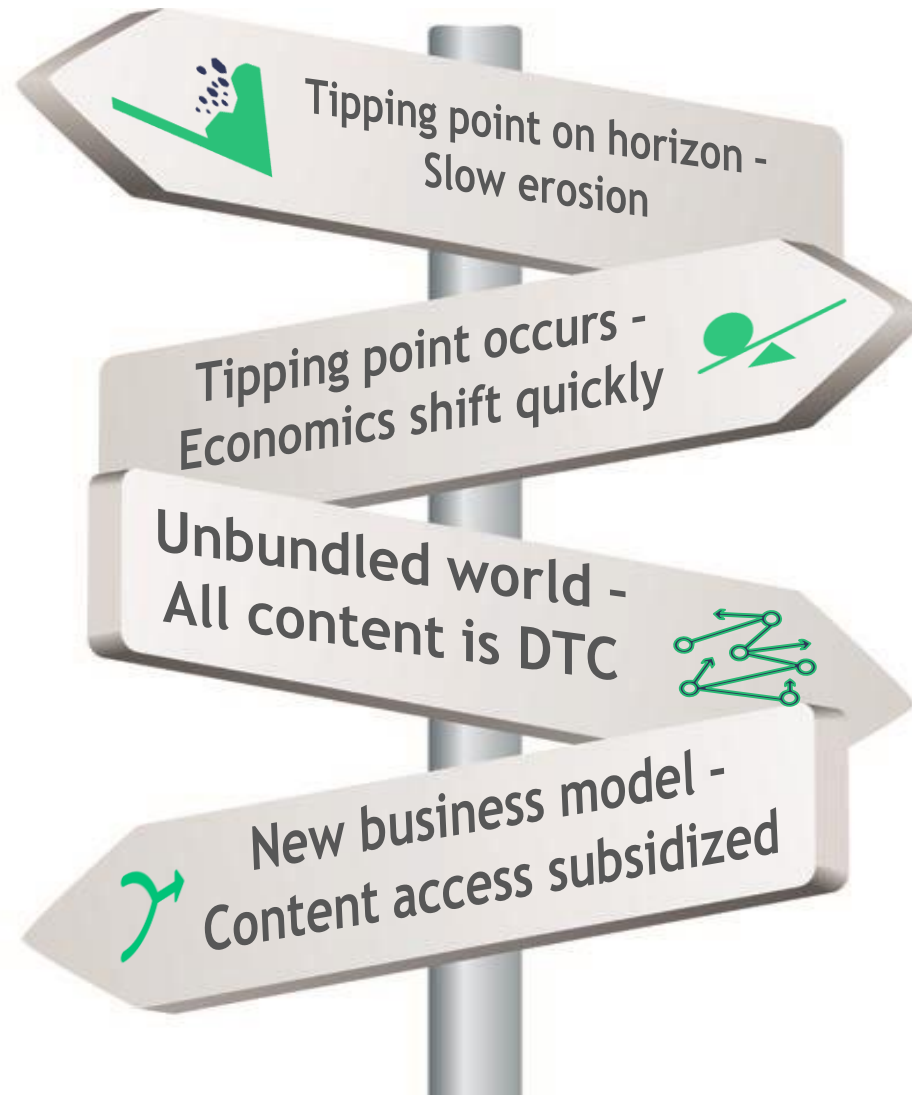 Tipping point on horizon –
Slow erosion
Tipping point occurs –
Economics shift quickly
Unbundled world –
All content is DTC
New business model –
Content access subsidized